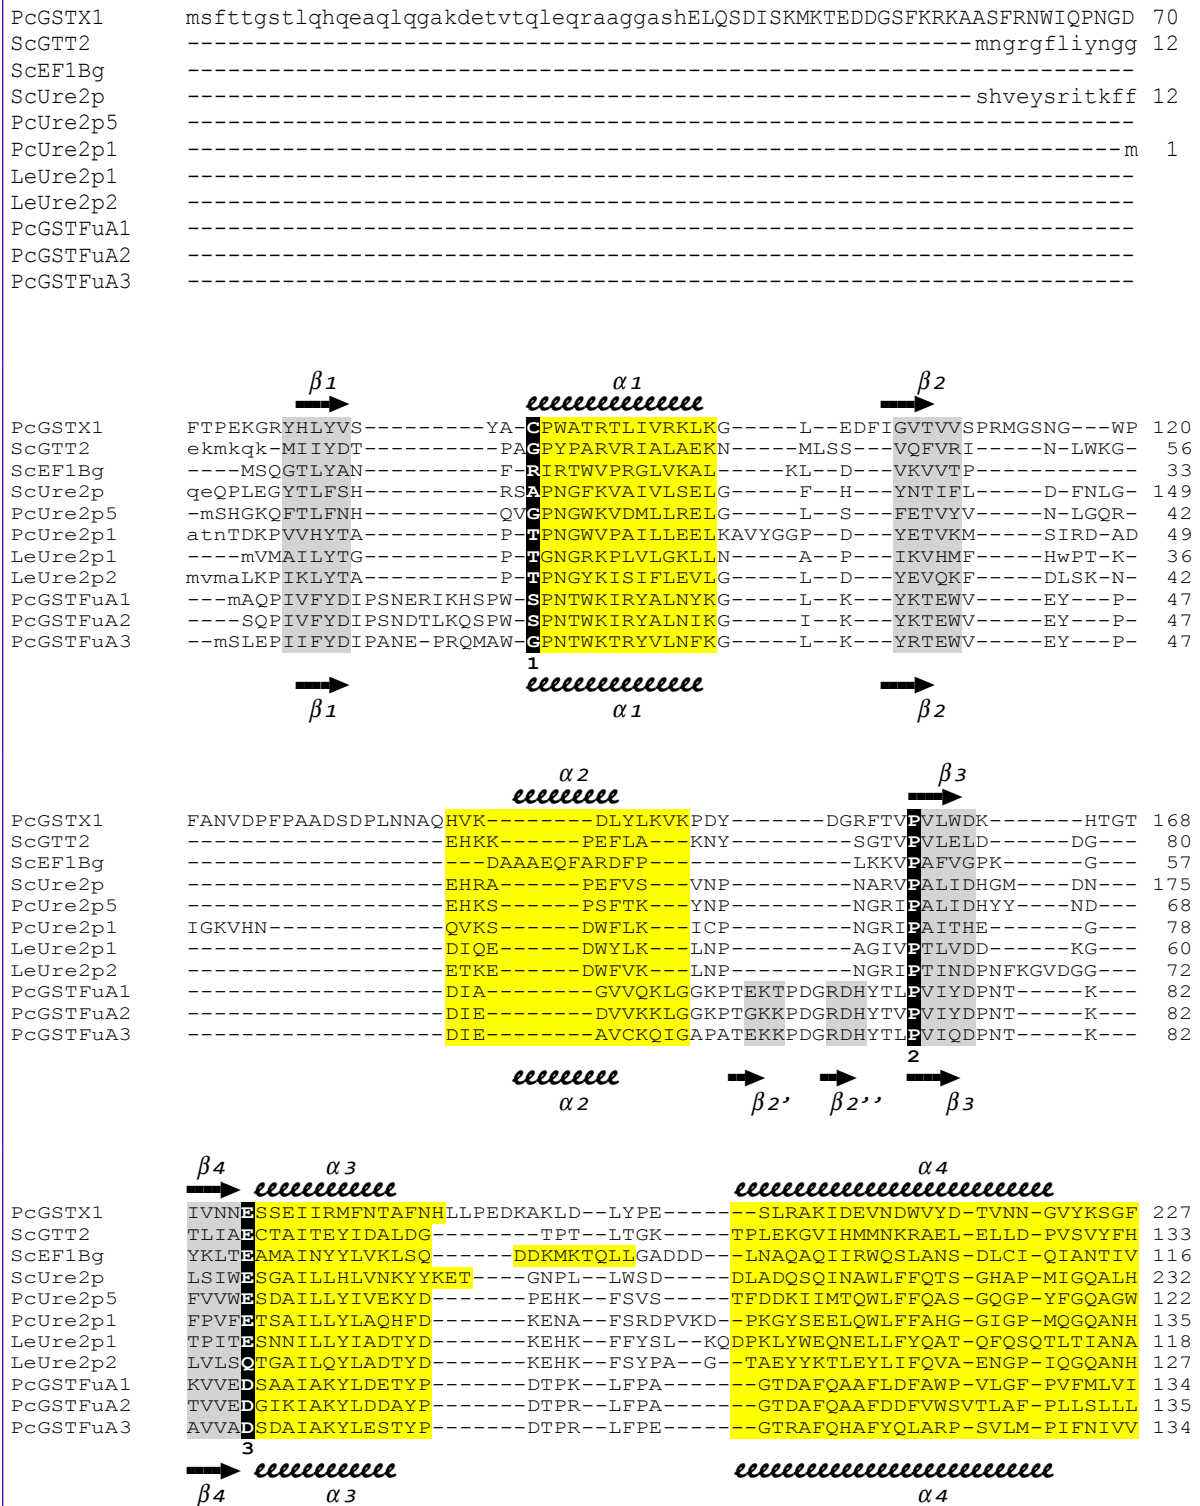 PcGSTX1 msfttgstlqhqeaqlqgakdetvtqleqraaggashELQSDISKMKTEDDGSFKRKAASFRNWIQPNGD 70
ScGTT2 ----------------------------------------------------------mngrgfliyngg 12
ScEF1Bg ----------------------------------------------------------------------
ScUre2p ----------------------------------------------------------shveysritkff 12
PcUre2p5 ----------------------------------------------------------------------
PcUre2p1 ---------------------------------------------------------------------m 1
LeUre2p1 ----------------------------------------------------------------------
LeUre2p2 ----------------------------------------------------------------------
PcGSTFuA1 ----------------------------------------------------------------------
PcGSTFuA2 ----------------------------------------------------------------------
PcGSTFuA3 ----------------------------------------------------------------------
β1 α1 β2
PcGSTX1 FTPEKGRYHLYVS---------YA-CPWATRTLIVRKLKG-----L--EDFIGVTVVSPRMGSNG---WP 120
ScGTT2 ekmkqk-MIIYDT---------PAGPYPARVRIALAEKN-----MLSS---VQFVRI-----N-LWKG- 56
ScEF1Bg ----MSQGTLYAN---------F-RIRTWVPRGLVKAL-----KL--D---VKVVTP------------ 33
ScUre2p qeQPLEGYTLFSH---------RSAPNGFKVAIVLSELG-----F--H---YNTIFL-----D-FNLG- 149
PcUre2p5 -mSHGKQFTLFNH---------QVGPNGWKVDMLLRELG-----L--S---FETVYV-----N-LGQR- 42
PcUre2p1 atnTDKPVVHYTA---------P-TPNGWVPAILLEELKAVYGGP--D---YETVKM-----SIRD-AD 49
LeUre2p1 ----mVMAILYTG---------P-TGNGRKPLVLGKLLN-----A--P---IKVHMF-----HwPT-K- 36
LeUre2p2 mvmaLKPIKLYTA---------P-TPNGYKISIFLEVLG-----L--D---YEVQKF-----DLSK-N- 42
PcGSTFuA1 ---mAQPIVFYDIPSNERIKHSPW-SPNTWKIRYALNYKG-----L--K---YKTEWV-----EY---P- 47
PcGSTFuA2 ----SQPIVFYDIPSNDTLKQSPW-SPNTWKIRYALNIKG-----I--K---YKTEWV-----EY---P- 47
PcGSTFuA3 --mSLEPIIFYDIPANE-PRQMAW-GPNTWKTRYVLNFKG-----L--K---YRTEWV-----EY---P- 47
1
β1 α1 β2
α2 β3
PcGSTX1 FANVDPFPAADSDPLNNAQHVK--------DLYLKVKPDY-------DGRFTVPVLWDK-----HTGT 168
ScGTT2 -------------------EHKK------PEFLA---KNY---------SGTVPVLELD------DG--- 80
ScEF1Bg ----------------------DAAAEQFARDFP---------------LKKVPAFVGPK-----G--- 57
ScUre2p -------------------EHRA------PEFVS---VNP---------NARVPALIDHGM----DN--- 175
PcUre2p5 -------------------EHKS------PSFTK---YNP---------NGRIPALIDHYY----ND--- 68
PcUre2p1 IGKVHN-------------QVKS------DWFLK---ICP---------NGRIPAITHE------G--- 78
LeUre2p1 -------------------DIQE------DWYLK---LNP---------AGIVPTLVDD------KG--- 60
LeUre2p2 -------------------ETKE------DWFVK---LNP---------NGRIPTINDPNFKGVDGG--- 72
PcGSTFuA1 -------------------DIA--------GVVQKLGGKPTEKTPDGRDHYTLPVIYDPNT----K--- 82
PcGSTFuA2 -------------------DIE--------DVVKKLGGKPTGKKPDGRDHYTVPVIYDPNT----K--- 82
PcGSTFuA3 -------------------DIE--------AVCKQIGAPATEKKPDGRDHYTLPVIQDPNT----K--- 82
2
α2 β2’ β2’’ β3
β4 α3 α4
PcGSTX1 IVNNESSEIIRMFNTAFNHLLPEDKAKLD--LYPE------SLRAKIDEVNDWVYD-TVNN-GVYKSGF 227
ScGTT2 TLIAECTAITEYIDALDG--------TPT--LTGK----TPLEKGVIHMMNKRAELELLD-PVSVYFH 133
ScEF1Bg YKLTEAMAINYYLVKLSQ------DDKMKTQLLGADDD--LNAQAQIIRWQSLANS-DLCI-QIANTIV 116
ScUre2p LSIWESGAILLHLVNKYYKET----GNPL--LWSD----DLADQSQINAWLFFQTS-GHAP-MIGQALH 232
PcUre2p5 FVVWESDAILLYIVEKYD-------PEHK--FSVS----TFDDKIIMTQWLFFQAS-GQGP-YFGQAGW 122
PcUre2p1 FPVFETSAILLYLAQHFD-------KENA--FSRDPVKD--PKGYSEELQWLFFAHG-GIGP-MQGQANH 135
LeUre2p1 TPITESNNILLYIADTYD-------KEHK--FFYSL--KQDPKLYWEQNELLFYQAT-QFQSQTLTIANA 118
LeUre2p2 LVLSQTGAILQYLADTYD-------KEHK--FSYPA--G--TAEYYKTLEYLIFQVA-ENGP-IQGQANH 127
PcGSTFuA1 KVVEDSAAIAKYLDETYP-------DTPK--LFPA------GTDAFQAAFLDFAWP-VLGF-PVFMLVI 134
PcGSTFuA2 TVVEDGIKIAKYLDDAYP-------DTPR--LFPA------GTDAFQAAFDDFVWSVTLAF-PLLSLLL 135
PcGSTFuA3 AVVADSDAIAKYLESTYP-------DTPR--LFPE------GTRAFQHAFYQLARP-SVLM-PIFNIVV 134
3
β4 α3 α4